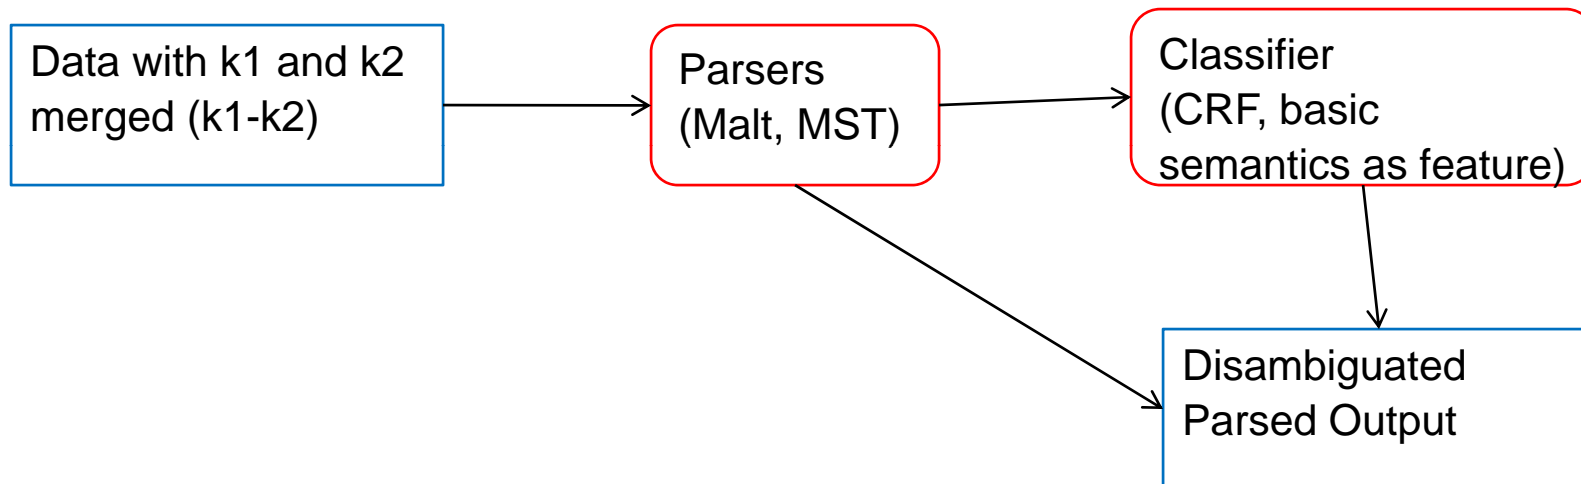 Data with k1 and k2
merged (k1-k2)
Parsers
(Malt, MST)
Classifier
(CRF, basic
semantics as feature)
Disambiguated
Parsed Output